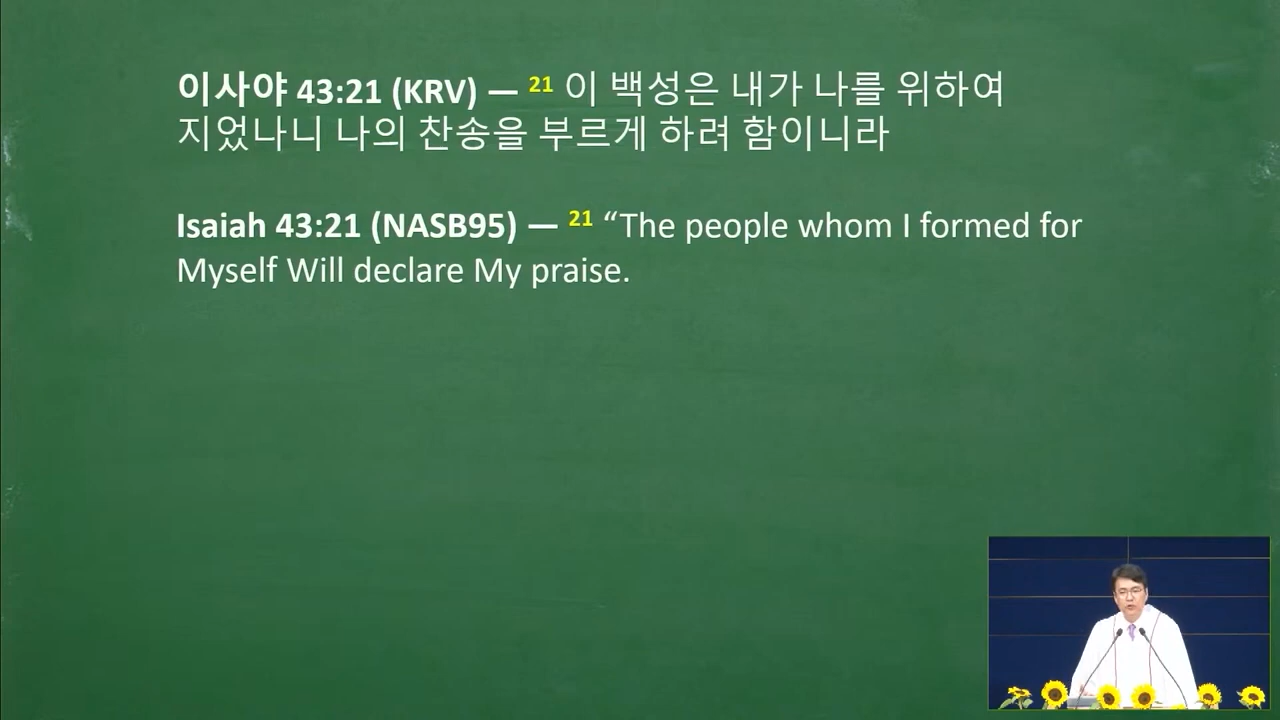 이사야 43:21 (KRV) — 21 이 백성은 내가 나를 위하여
지었나니 나의 찬송을 부르게 하려 함이니라
Isaiah 43:21 (NASB95) — 21 “The people whom I formed for
Myself Will declare My praise.